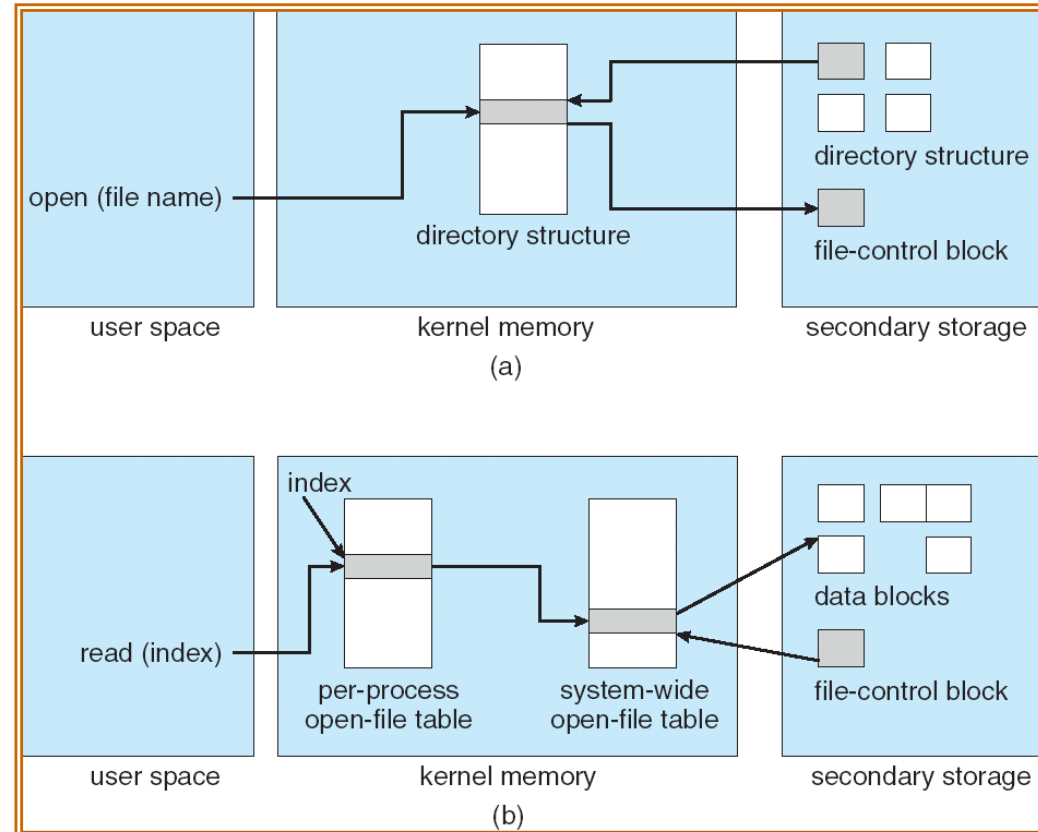 open (file name)
directory structure
directory structure
file-control block
user space
kernel memory
secondary storage
(a)
index
read (index)
per-process
open-file table
system-wide
open-file table
data blocks
file-control block
user space
kernel memory
secondary storage
(b)